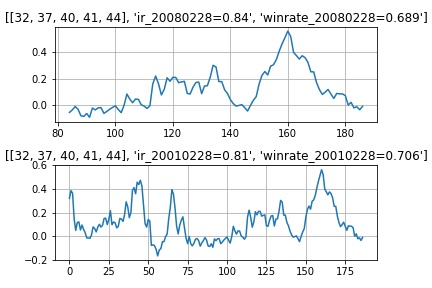 [[32, 37, 40, 41, 44], 'ir_20080228=0.84', 'winrate_20080228=0.689']
0.4
0.2
0.0
80 100 120 140 160 180
[[32, 37, 40, 41, 44], 'ir_20010228=0.81', 'winrate_20010228=0.706']
0.6
0.4
0.2
0.0
−0.2
0 25 50 75 100 125 150 175